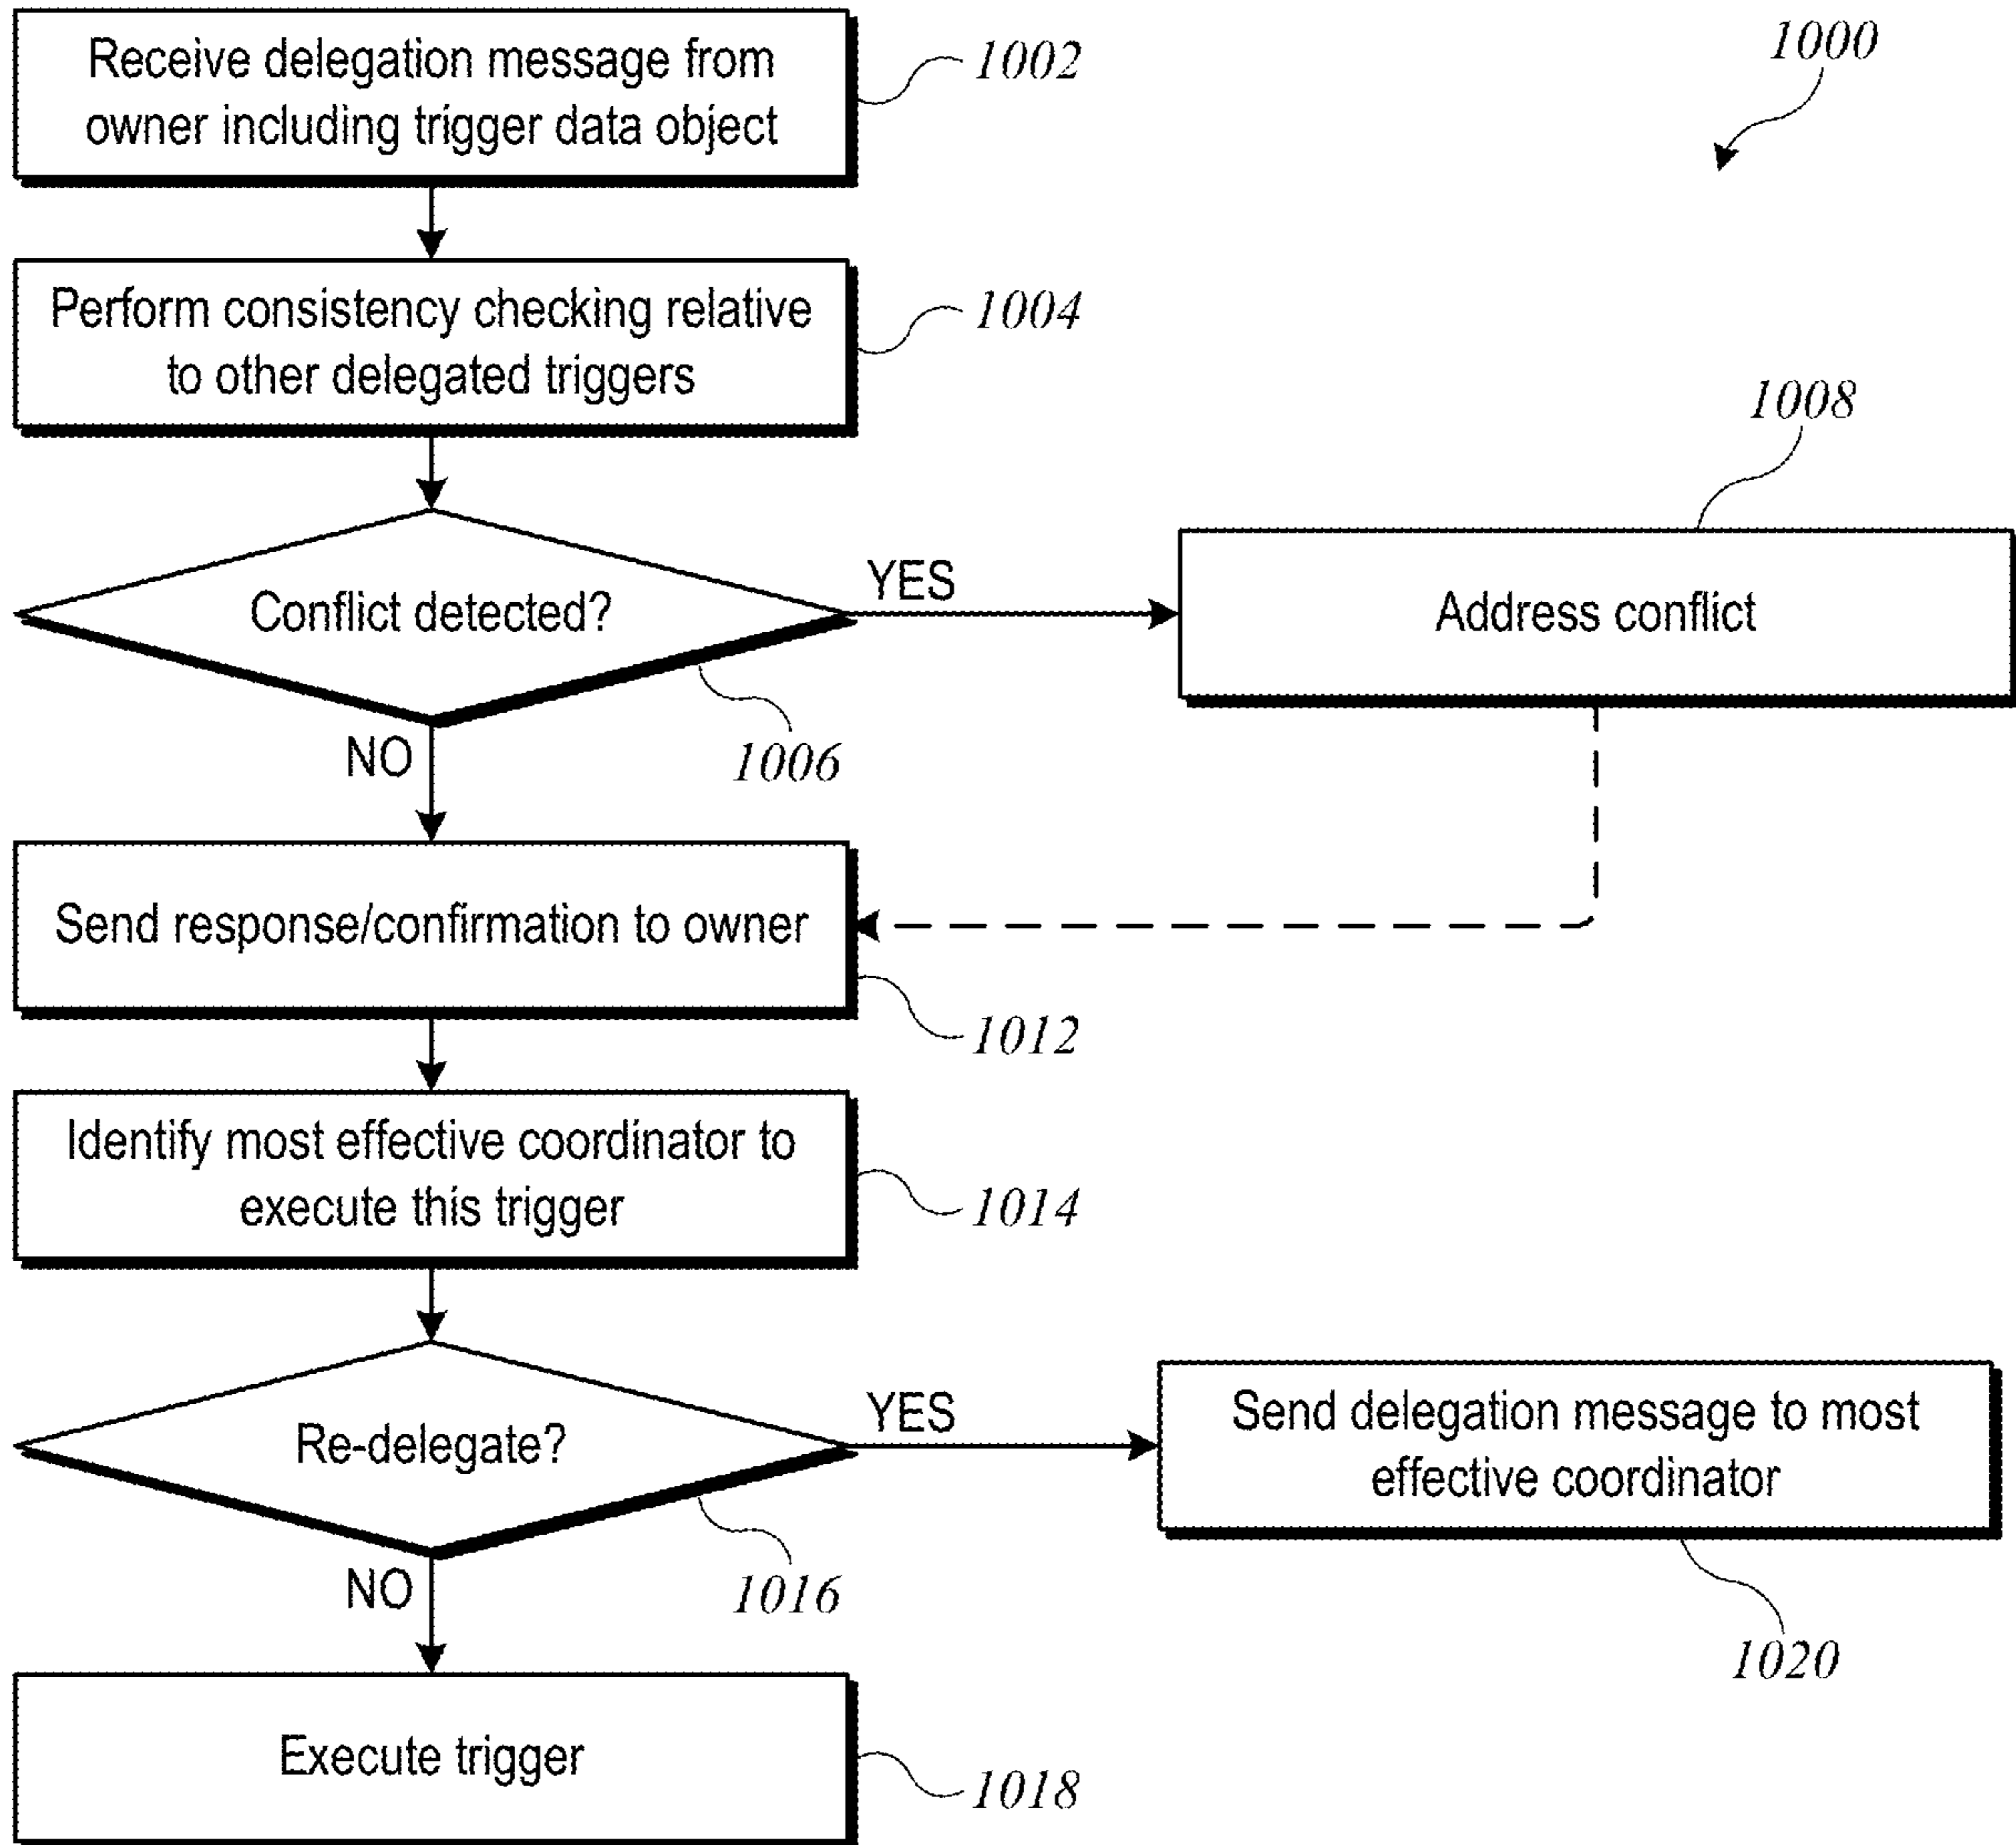 Receive delegation message from
owner including trigger data object
1002
1000
Perform consistency checking relative
to other delegated triggers
1004
1008
Conflict detected?
YES
Address conflict
NO
1006
Send response/confirmation to owner
1012
Identify most effective coordinator to
execute this trigger
1014
Re-delegate?
YES
Send delegation message to most
effective coordinator
NO
1016
1020
Execute trigger
1018